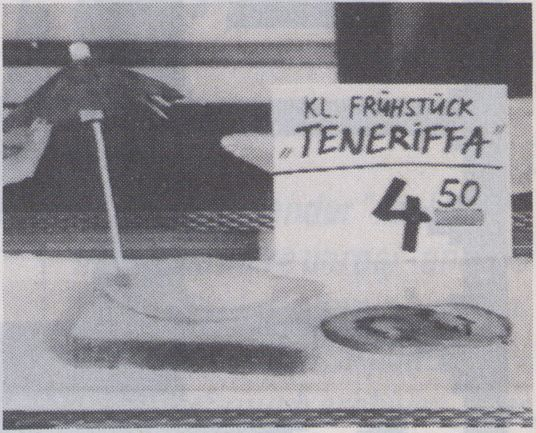 KL. FRÜHSTÜCK
„TENERiFFA"
4 50